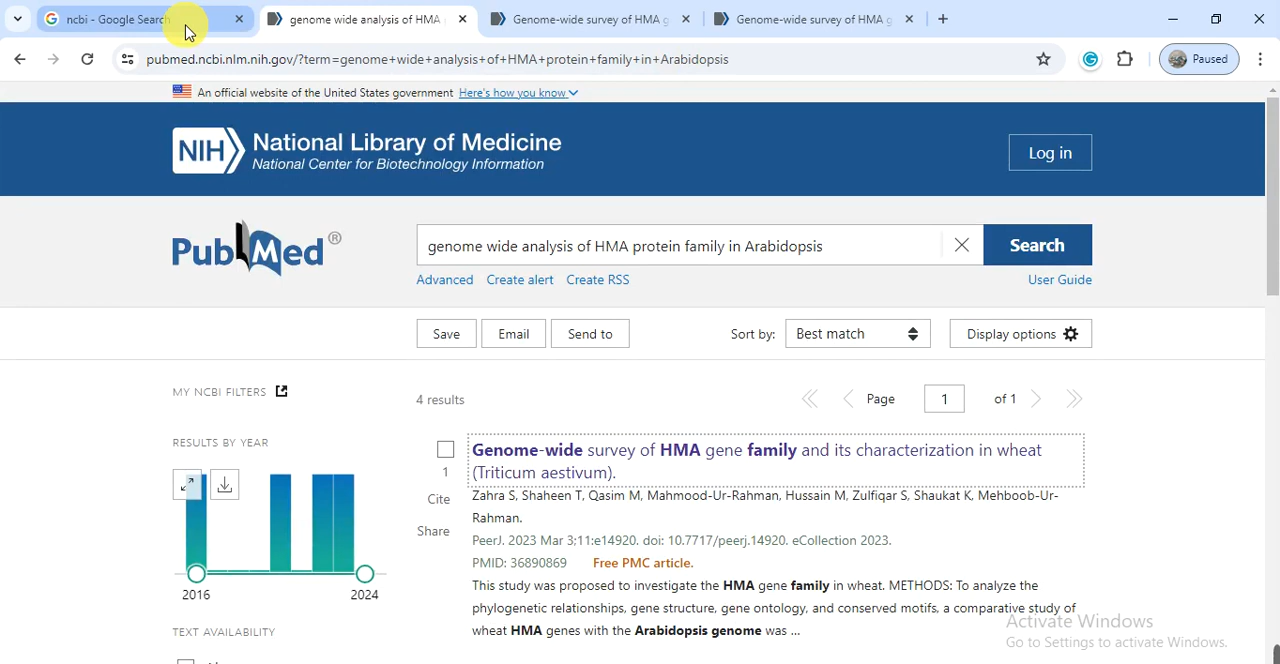 ncbi - Google Search
genome wide analysis of HMA
Genome-wide survey of HMA g
Genome-wide survey of HMA g
pubmed.ncbi.nlm.nih.gov/?term=genome+wide+analysis+of+HMA+protein+family+in+Arabidopsis
Paused
An official website of the United States government Here's how you know
NIH National Library of Medicine
National Center for Biotechnology Information
Log in
PubMed®
genome wide analysis of HMA protein family in Arabidopsis
Search
Advanced Create alert Create RSS
User Guide
Save Email Send to
Sort by: Best match
Display options
MY NCBI FILTERS
4 results
Page 1 of 1
RESULTS BY YEAR
Genome-wide survey of HMA gene family and its characterization in wheat
1
(Triticum aestivum).
Cite
Zahra S, Shaheen T, Qasim M, Mahmood-Ur-Rahman, Hussain M, Zulfiqar S, Shaukat K, Mehboob-Ur-
Rahman.
Share
PeerJ. 2023 Mar 3;11:e14920. doi: 10.7717/peerj.14920. eCollection 2023.
PMID: 36890869 Free PMC article.
This study was proposed to investigate the HMA gene family in wheat. METHODS: To analyze the
phylogenetic relationships, gene structure, gene ontology, and conserved motifs, a comparative study of
wheat HMA genes with the Arabidopsis genome was ...
2016 2024
TEXT AVAILABILITY
Activate Windows
Go to Settings to activate Windows.